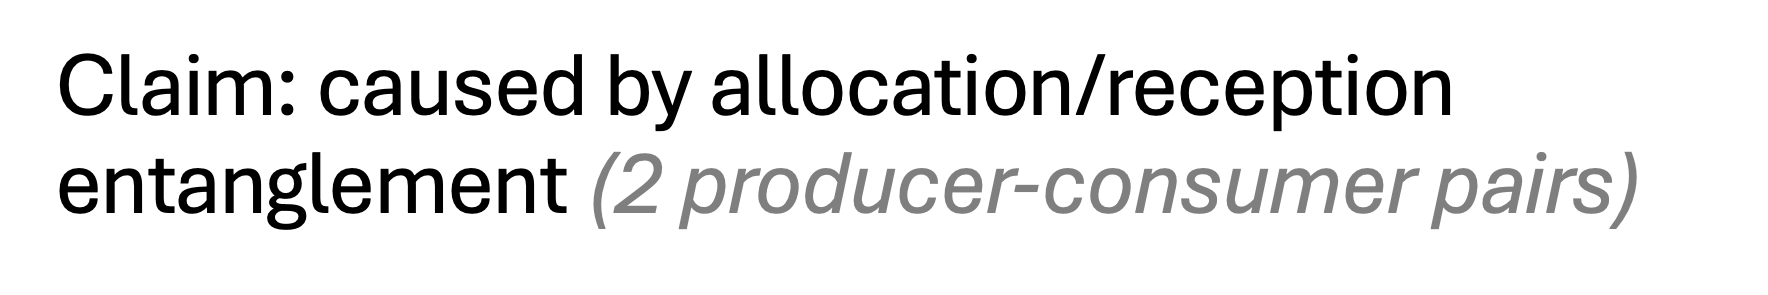 Claim: caused by allocation/reception
entanglement (2 producer-consumer pairs)